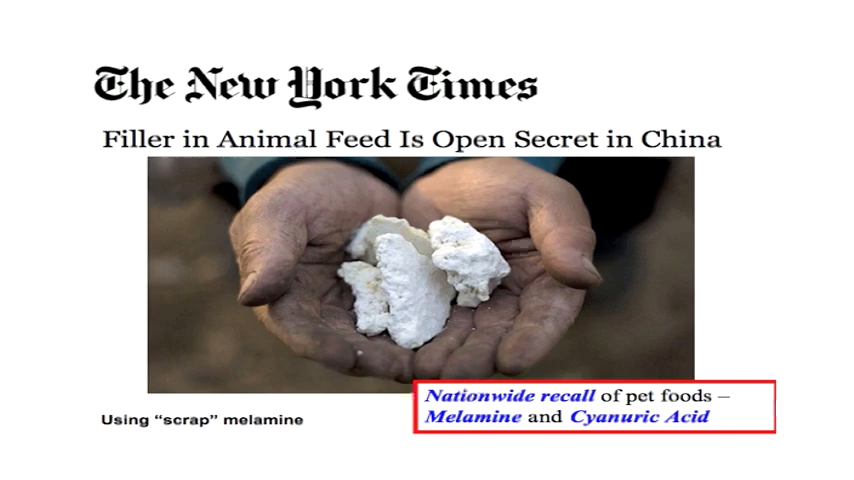 The New York Times
Filler in Animal Feed Is Open Secret in China
Nationwide recall of pet foods –
Melamine and Cyanuric Acid
Using “scrap” melamine